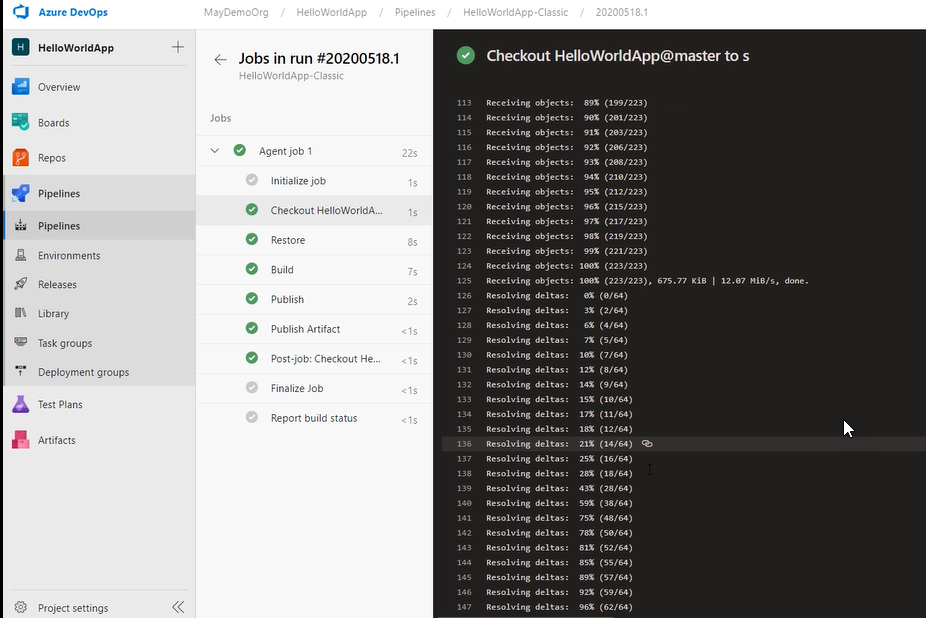 Azure DevOps
MayDemoOrg / HelloWorldApp / Pipelines / HelloWorldApp-Classic / 20200518.1
H HelloWorldApp
Overview
Boards
Repos
Pipelines
Pipelines
Environments
Releases
Library
Task groups
Deployment groups
Test Plans
Artifacts
Project settings
Jobs in run #20200518.1
HelloWorldApp-Classic
Jobs
Agent job 1 22s
Initialize job 1s
Checkout HelloWorldA... 1s
Restore 8s
Build 7s
Publish 2s
Publish Artifact <1s
Post-job: Checkout He... <1s
Finalize Job <1s
Report build status <1s
Checkout HelloWorldApp@master to s
113 Receiving objects: 89% (199/223)
114 Receiving objects: 90% (201/223)
115 Receiving objects: 91% (203/223)
116 Receiving objects: 92% (206/223)
117 Receiving objects: 93% (208/223)
118 Receiving objects: 94% (210/223)
119 Receiving objects: 95% (212/223)
120 Receiving objects: 96% (215/223)
121 Receiving objects: 97% (217/223)
122 Receiving objects: 98% (219/223)
123 Receiving objects: 99% (221/223)
124 Receiving objects: 100% (223/223)
125 Receiving objects: 100% (223/223), 675.77 KiB | 12.07 MiB/s, done.
126 Resolving deltas: 0% (0/64)
127 Resolving deltas: 3% (2/64)
128 Resolving deltas: 6% (4/64)
129 Resolving deltas: 7% (5/64)
130 Resolving deltas: 10% (7/64)
131 Resolving deltas: 12% (8/64)
132 Resolving deltas: 14% (9/64)
133 Resolving deltas: 15% (10/64)
134 Resolving deltas: 17% (11/64)
135 Resolving deltas: 18% (12/64)
136 Resolving deltas: 21% (14/64)
137 Resolving deltas: 25% (16/64)
138 Resolving deltas: 28% (18/64)
139 Resolving deltas: 43% (28/64)
140 Resolving deltas: 59% (38/64)
141 Resolving deltas: 75% (48/64)
142 Resolving deltas: 78% (50/64)
143 Resolving deltas: 81% (52/64)
144 Resolving deltas: 85% (55/64)
145 Resolving deltas: 89% (57/64)
146 Resolving deltas: 92% (59/64)
147 Resolving deltas: 96% (62/64)